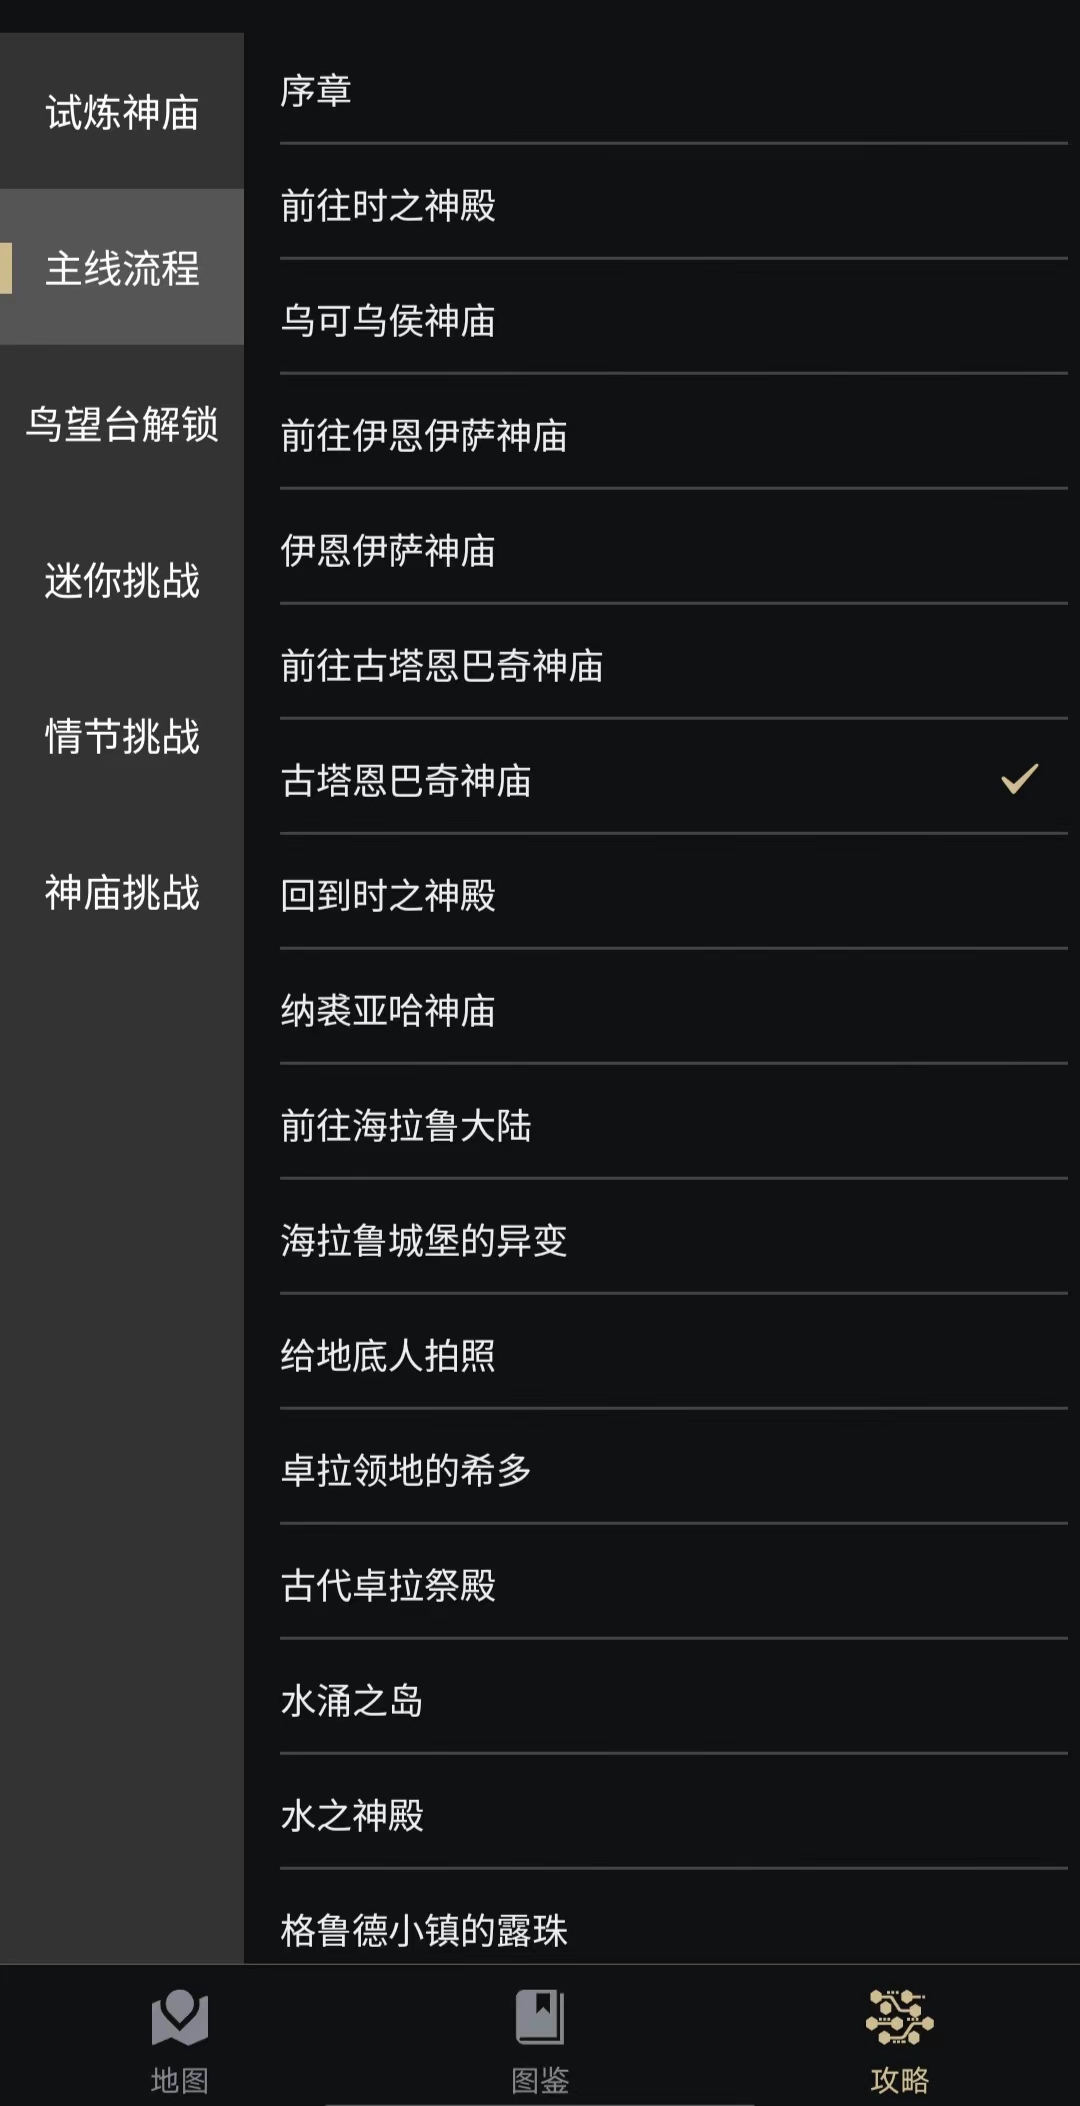 试炼神庙
主线流程
鸟望台解锁
迷你挑战
情节挑战
神庙挑战
序章
前往时之神殿
乌可乌侯神庙
前往伊恩伊萨神庙
伊恩伊萨神庙
前往古塔恩巴奇神庙
古塔恩巴奇神庙
回到时之神殿
纳裘亚哈神庙
前往海拉鲁大陆
海拉鲁城堡的异变
给地底人拍照
卓拉领地的希多
古代卓拉祭殿
水涌之岛
水之神殿
格鲁德小镇的露珠
地图
图鉴
攻略